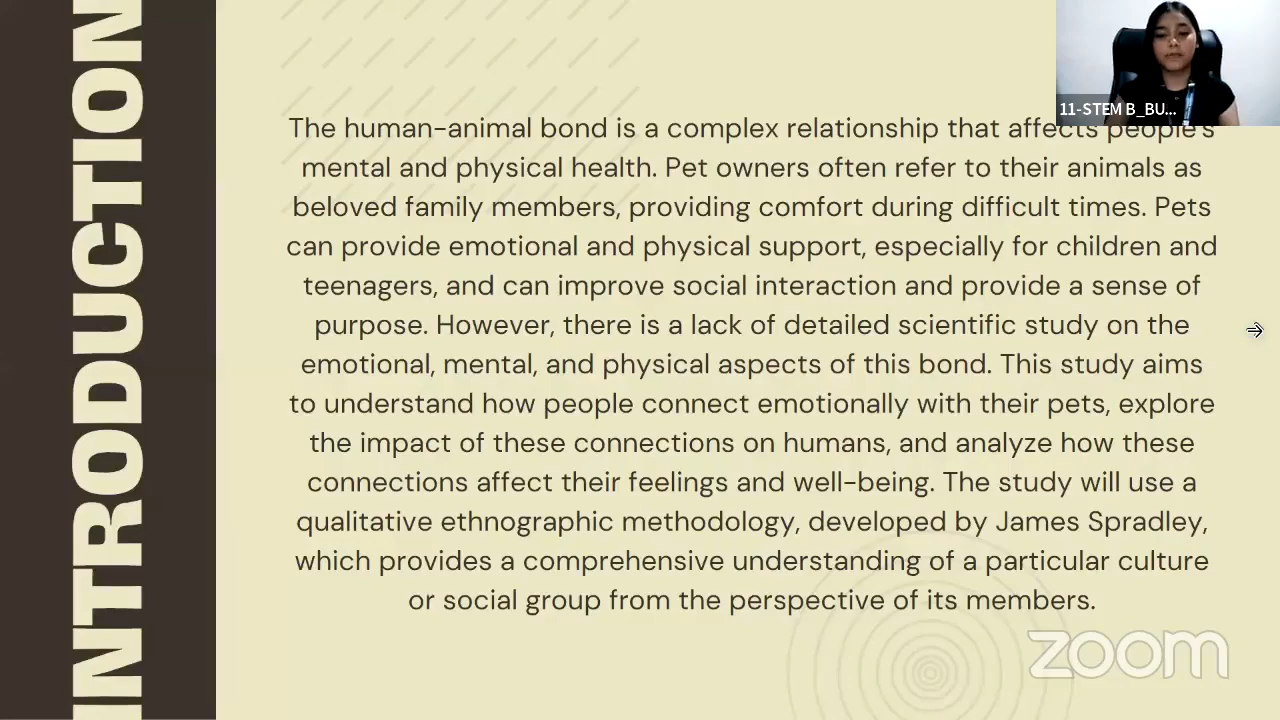 INTRODUCTION
11-STEM B_BU...
The human-animal bond is a complex relationship that affects people's
mental and physical health. Pet owners often refer to their animals as
beloved family members, providing comfort during difficult times. Pets
can provide emotional and physical support, especially for children and
teenagers, and can improve social interaction and provide a sense of
purpose. However, there is a lack of detailed scientific study on the
emotional, mental, and physical aspects of this bond. This study aims
to understand how people connect emotionally with their pets, explore
the impact of these connections on humans, and analyze how these
connections affect their feelings and well-being. The study will use a
qualitative ethnographic methodology, developed by James Spradley,
which provides a comprehensive understanding of a particular culture
or social group from the perspective of its members.
zoom